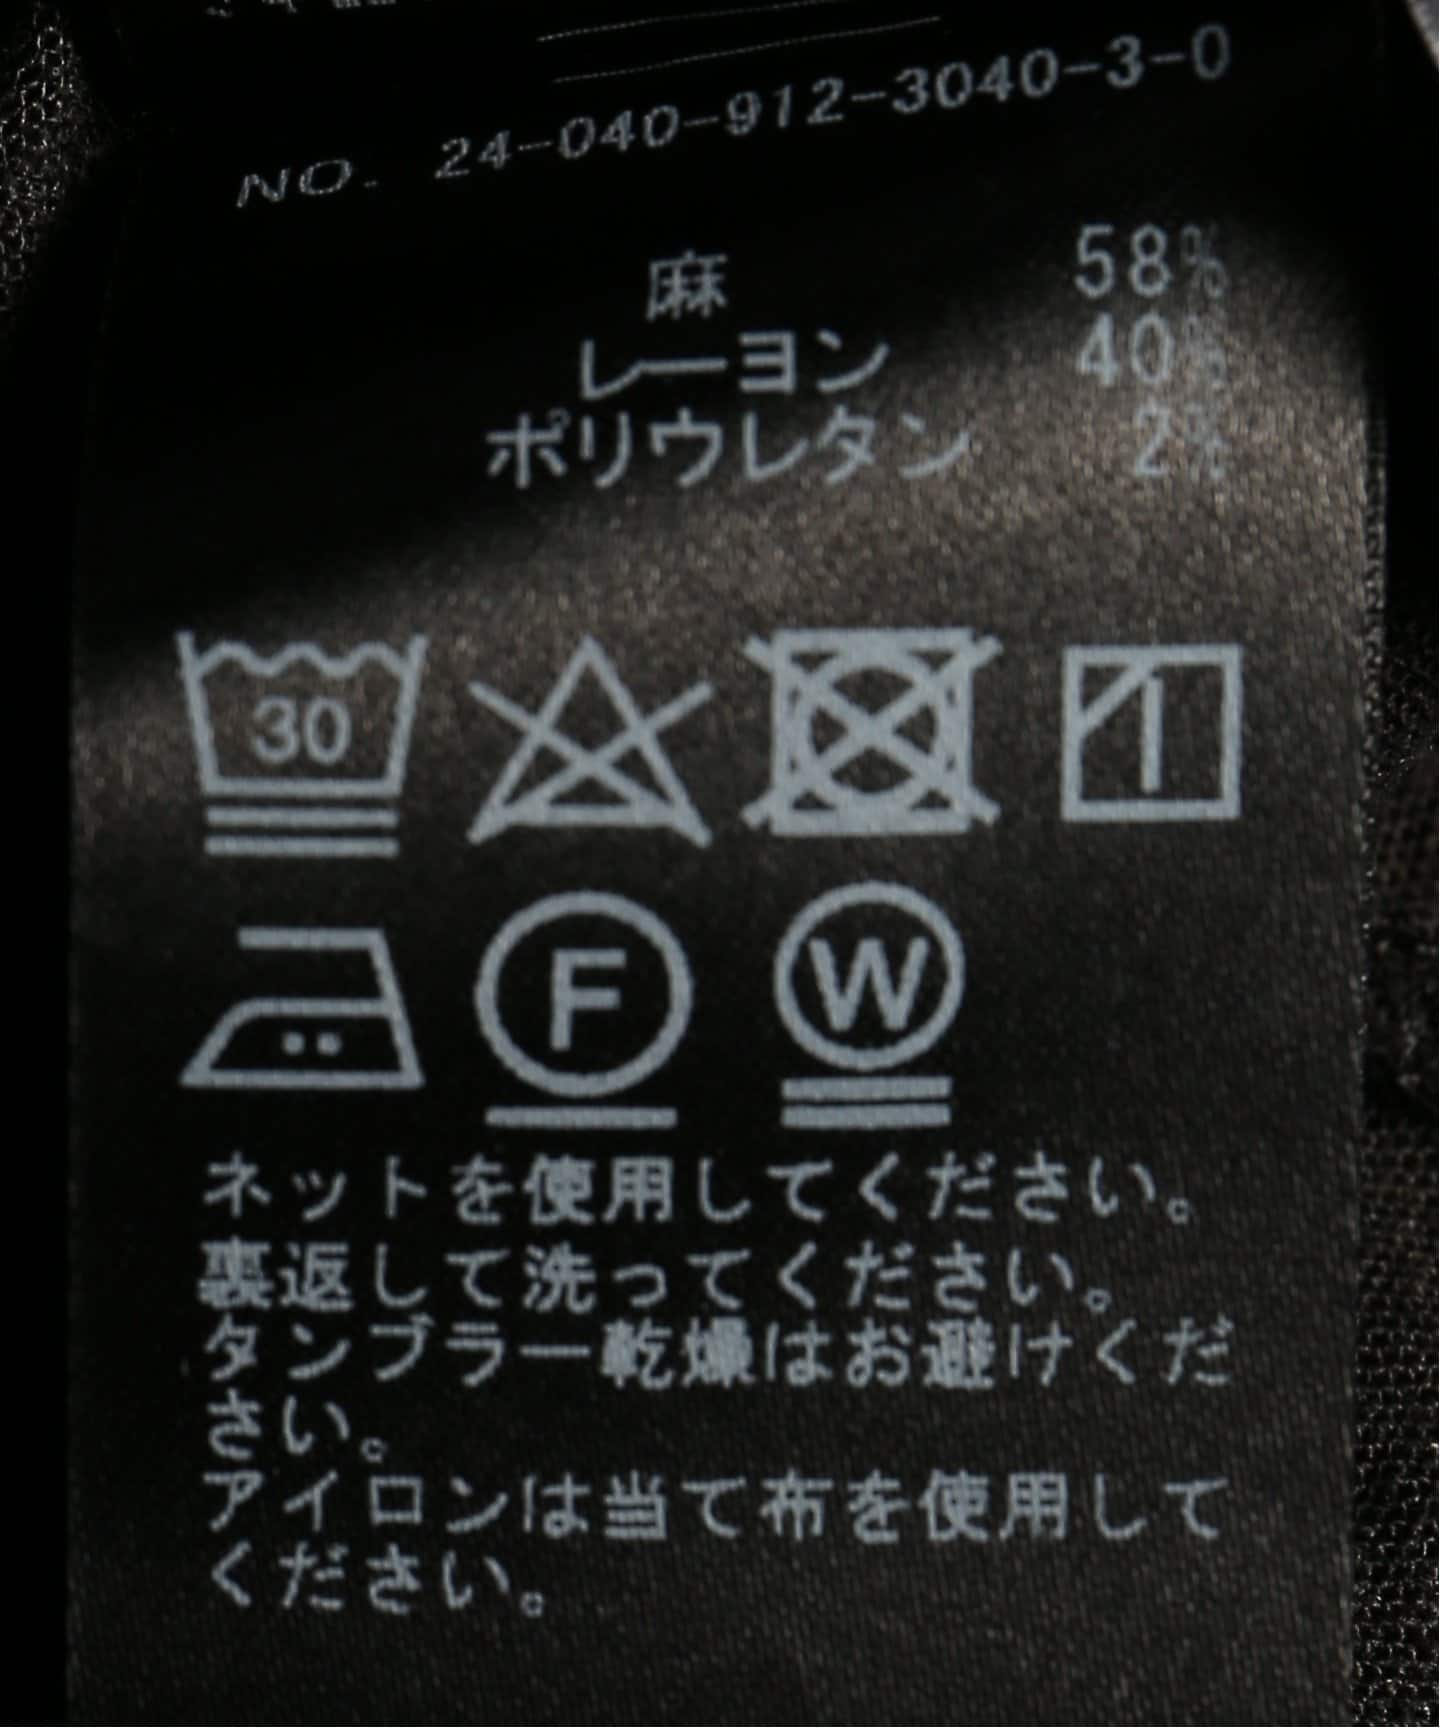 NO. 24-040-912-3040-3-0
麻 58%
レーヨン 40%
ポリウレタン 2%
30
F
W
ネットを使用してください。
裏返して洗ってください。
タンブラー乾燥はお避けくだ
さい。
アイロンは当て布を使用して
ください。